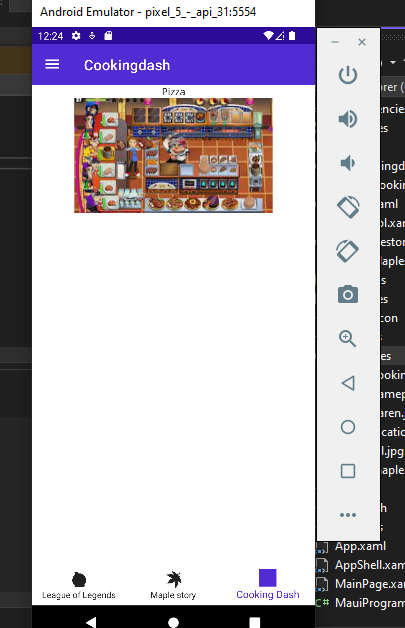 Android Emulator - pixel_5_-_api_31:5554
12:24
Cookingdash
Pizza
League of Legends
Maple story
Cooking Dash
App.xaml
AppShell.xam
MainPage.xam
C# MauiProgram